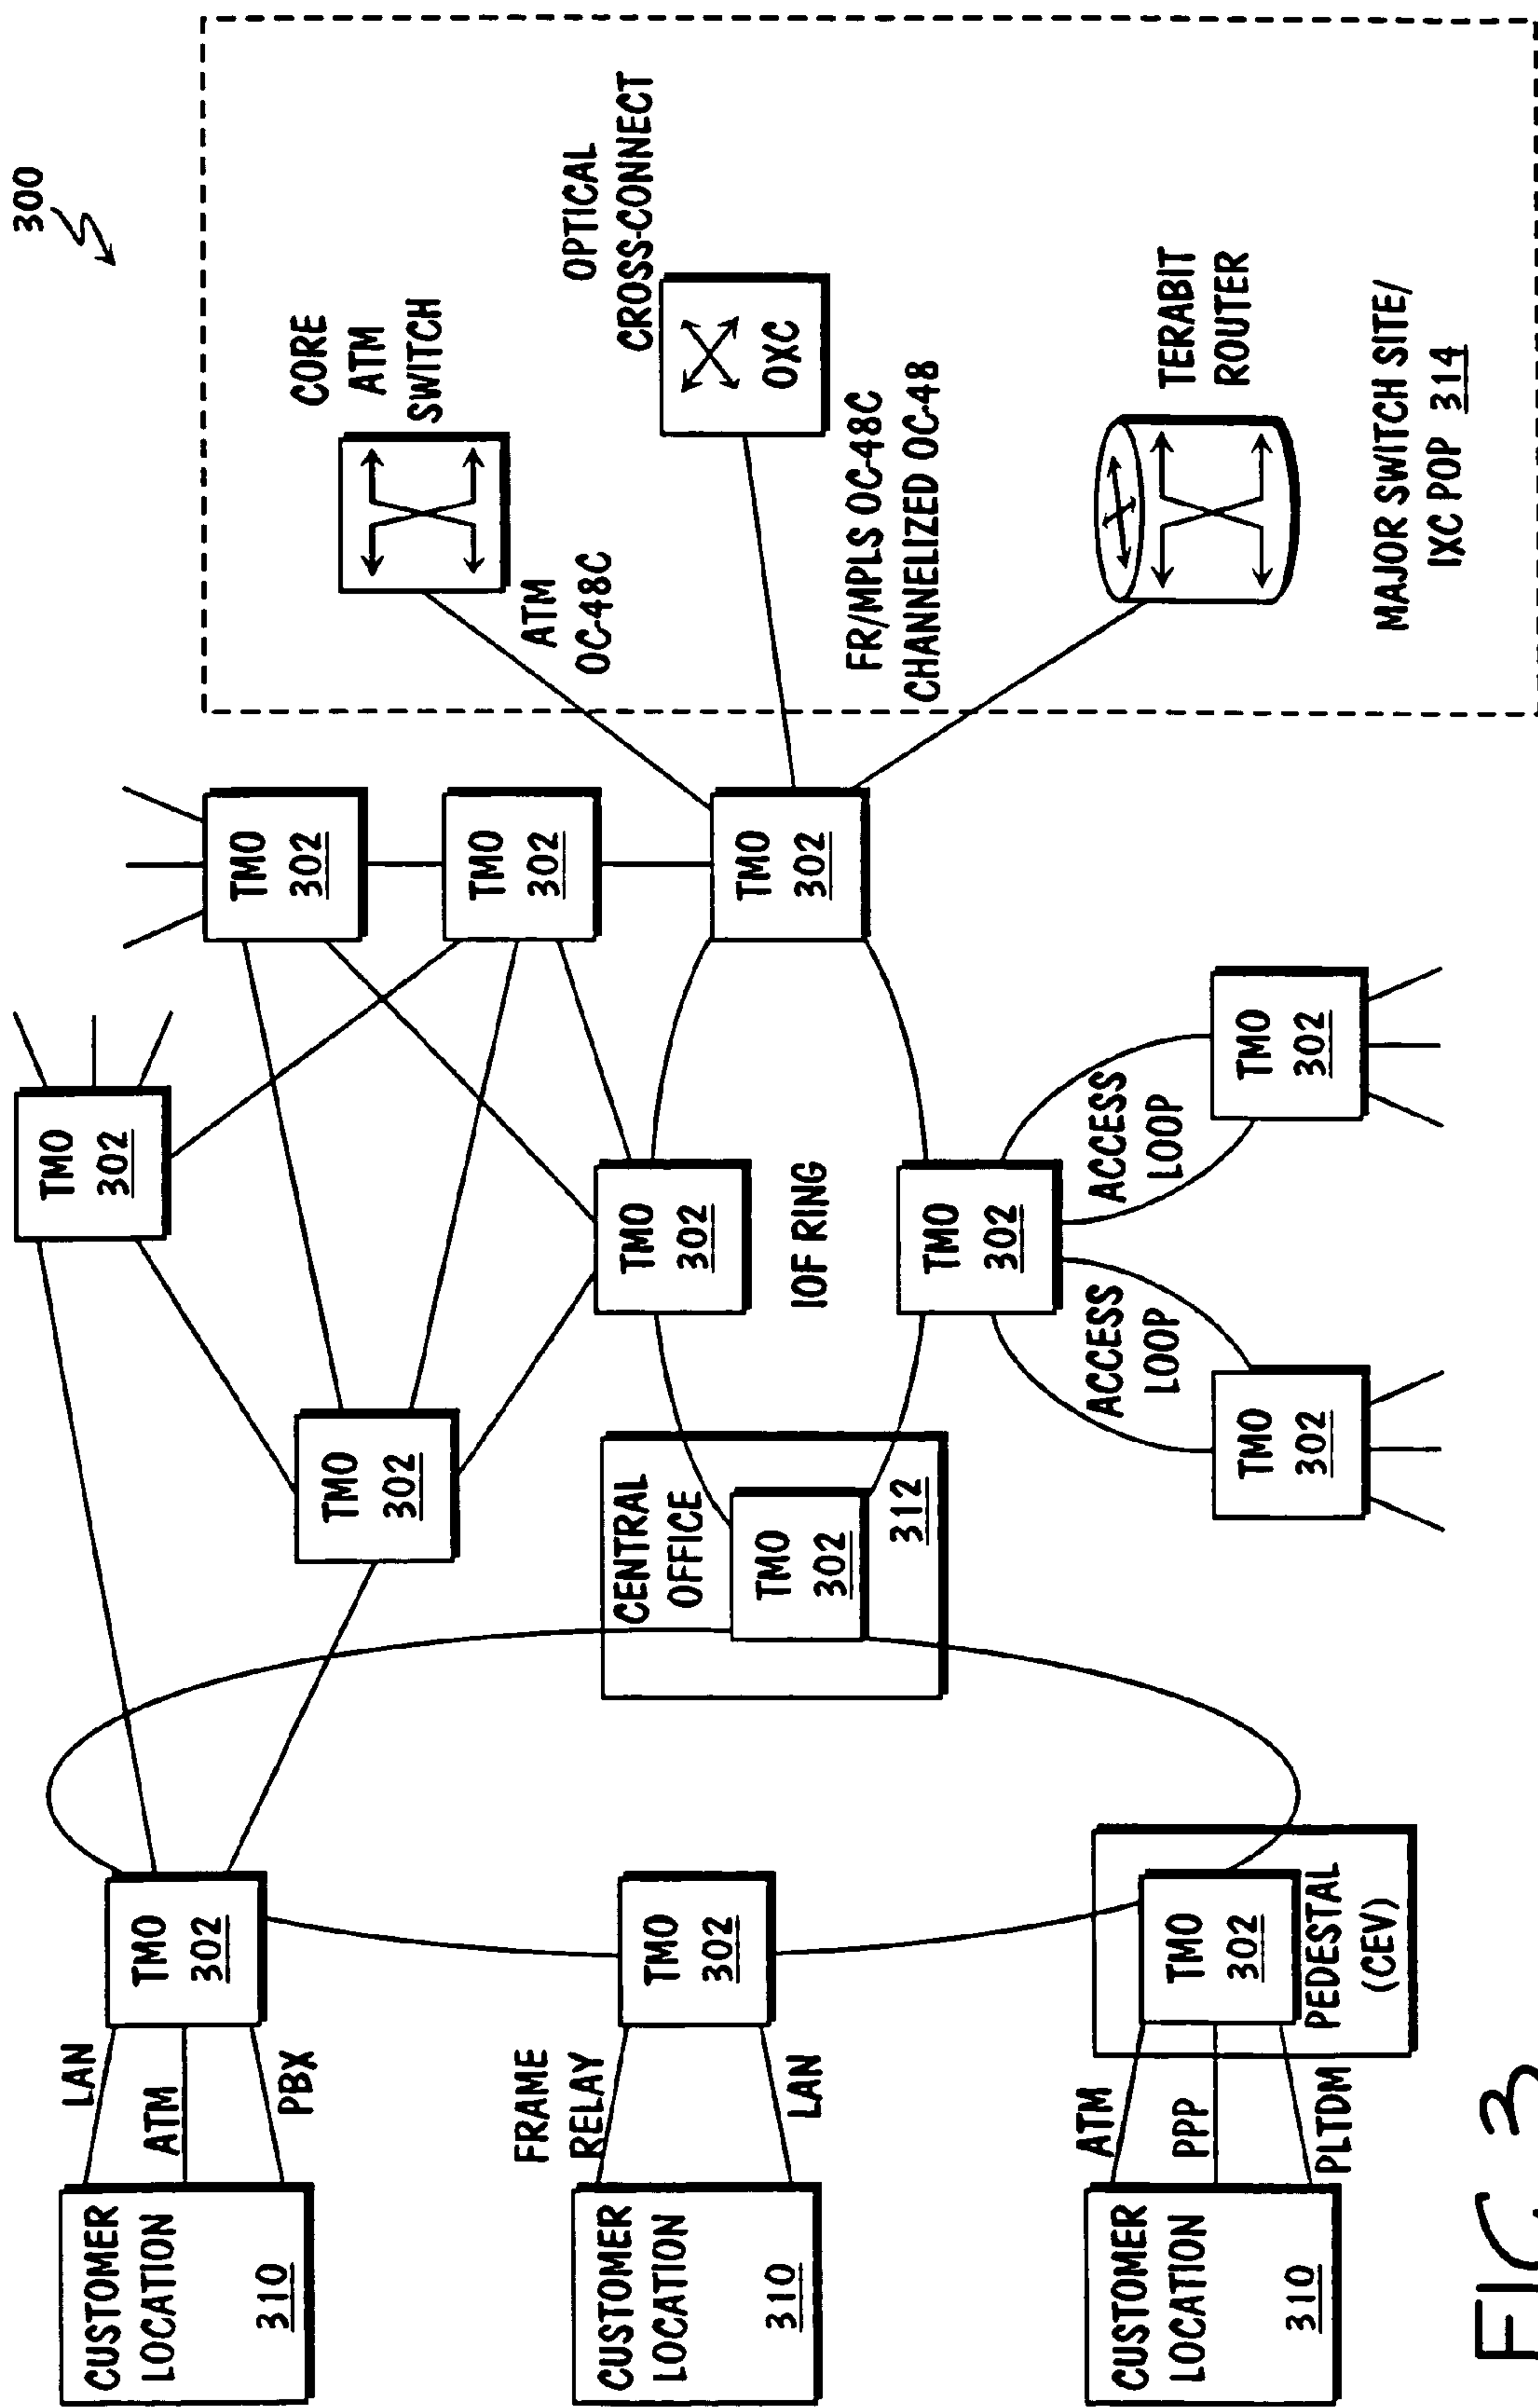 300
CUSTOMER
LOCATION
310
LAN
ATM
PBX
TMO
302
CUSTOMER
LOCATION
310
FRAME
RELAY
LAN
TMO
302
CUSTOMER
LOCATION
310
ATM
PPP
PLTDM
TMO
302
PEDESTAL
(CEV)
CENTRAL
OFFICE
TMO
302
312
TMO
302
TMO
302
TMO
302
IOF RING
TMO
302
ACCESS
LOOP
ACCESS
LOOP
TMO
302
TMO
302
TMO
302
TMO
302
TMO
302
CORE
ATM
SWITCH
ATM
OC-48C
OPTICAL
CROSS-CONNECT
OXC
FR/MPLS OC-48C
CHANNELIZED OC-48
TERABIT
ROUTER
MAJOR SWITCH SITE/
IXC POP 314
FIG. 3